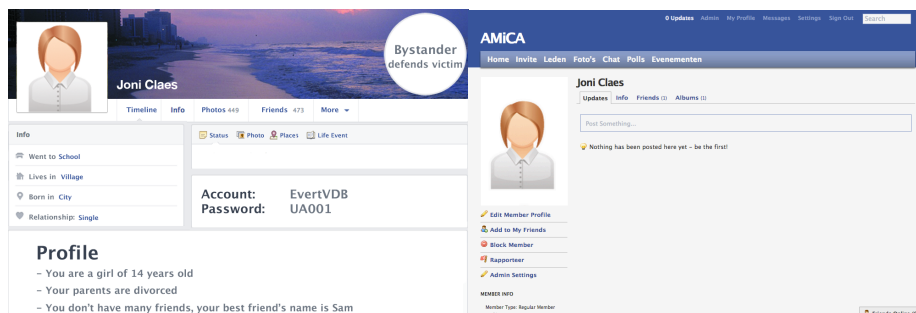 Bystander
defends victim
Joni Claes
Timeline Info Photos 449 Friends 473 More
Info
Went to School
Lives in Village
Born in City
Relationship: Single
Status Photo Places Life Event
Account: EvertVDB
Password: UA001
Profile
– You are a girl of 14 years old
– Your parents are divorced
– You don't have many friends, your best friend's name is Sam
0 Updates Admin My Profile Messages Settings Sign Out Search
AMiCA
Home Invite Leden Foto's Chat Polls Evenementen
Joni Claes
Updates Info Friends (1) Albums (1)
Post Something...
Nothing has been posted here yet – be the first!
Edit Member Profile
Add to My Friends
Block Member
Rapporteer
Admin Settings
MEMBER INFO
Member Type: Regular Member